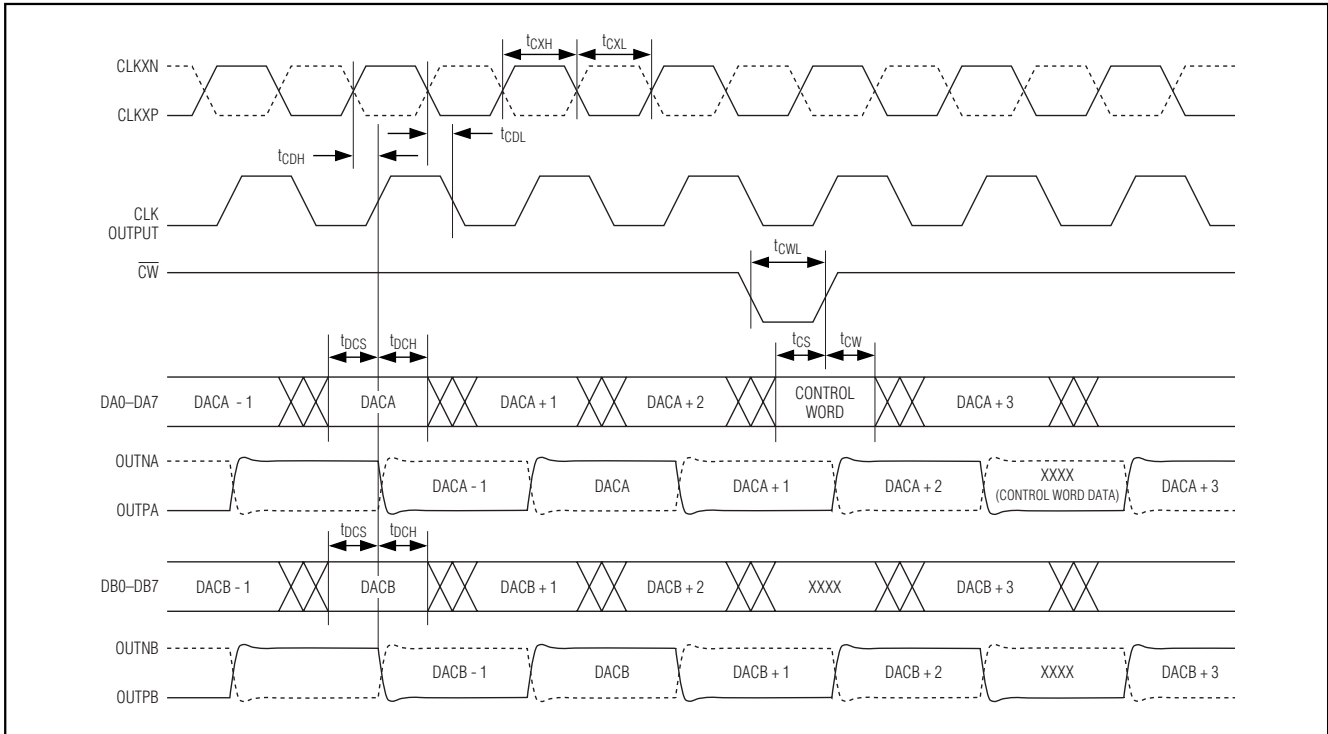 tCXH tCXL
CLKXN
CLKXP
tCDL
tCDH
CLK
OUTPUT
tCWL
CW
tDCS tDCH tCS tCW
DA0–DA7 DACA - 1 DACA DACA + 1 DACA + 2 CONTROL WORD DACA + 3
OUTNA
DACA - 1 DACA DACA + 1 DACA + 2 XXXX (CONTROL WORD DATA) DACA + 3
OUTPA
tDCS tDCH
DB0–DB7 DACB - 1 DACB DACB + 1 DACB + 2 XXXX DACB + 3
OUTNB
DACB - 1 DACB DACB + 1 DACB + 2 XXXX DACB + 3
OUTPB